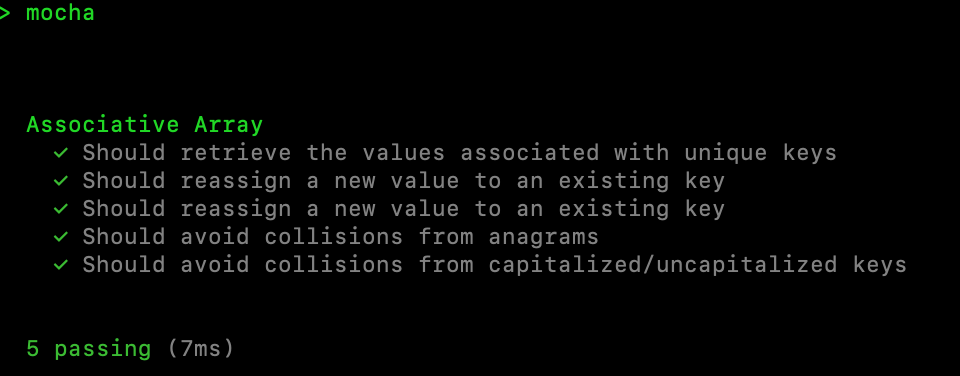 > mocha
Associative Array
✓ Should retrieve the values associated with unique keys
✓ Should reassign a new value to an existing key
✓ Should reassign a new value to an existing key
✓ Should avoid collisions from anagrams
✓ Should avoid collisions from capitalized/uncapitalized keys
5 passing (7ms)